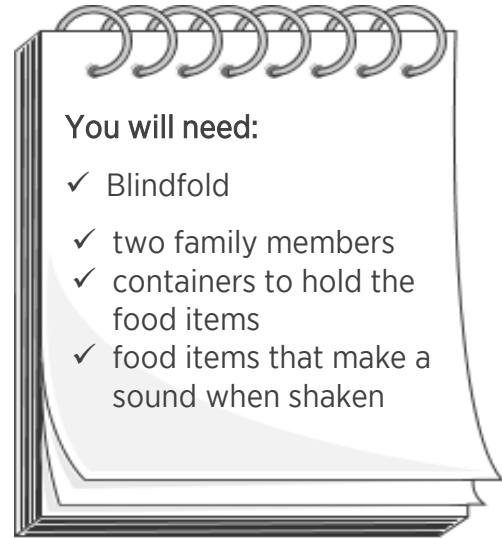 You will need:
✓ Blindfold
✓ two family members
✓ containers to hold the
food items
✓ food items that make a
sound when shaken